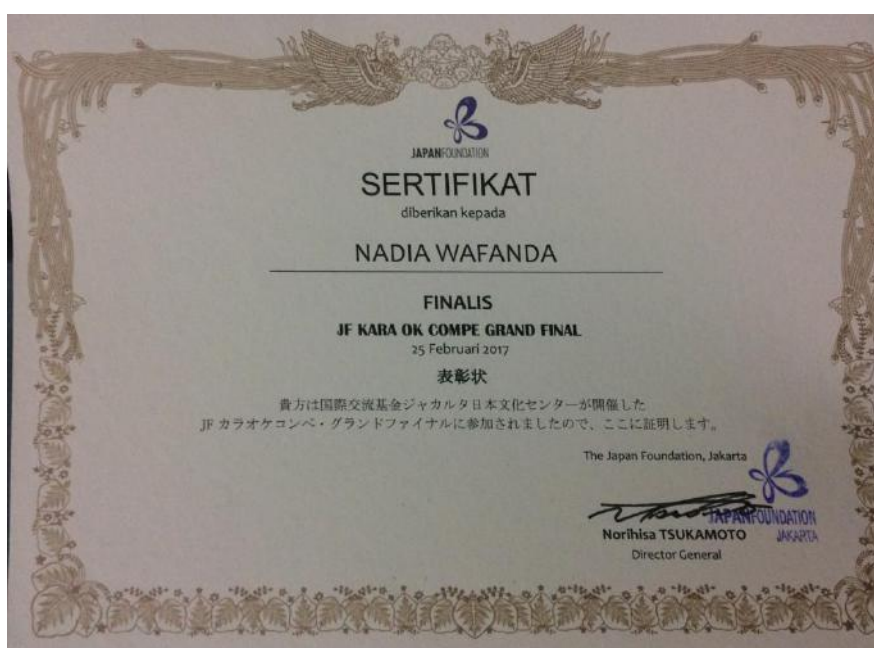 JAPANFOUNDATION
SERTIFIKAT
diberikan kepada
NADIA WAFANDA
FINALIS
JF KARA OK COMPE GRAND FINAL
25 Februari 2017
表彰状
貴方は国際交流基金ジャカルタ日本文化センターが開催した
JF カラオケコンペ・グランドファイナルに参加されましたので、ここに証明します。
The Japan Foundation, Jakarta
JAPANFOUNDATION
JAKARTA
Norihisa TSUKAMOTO
Director General